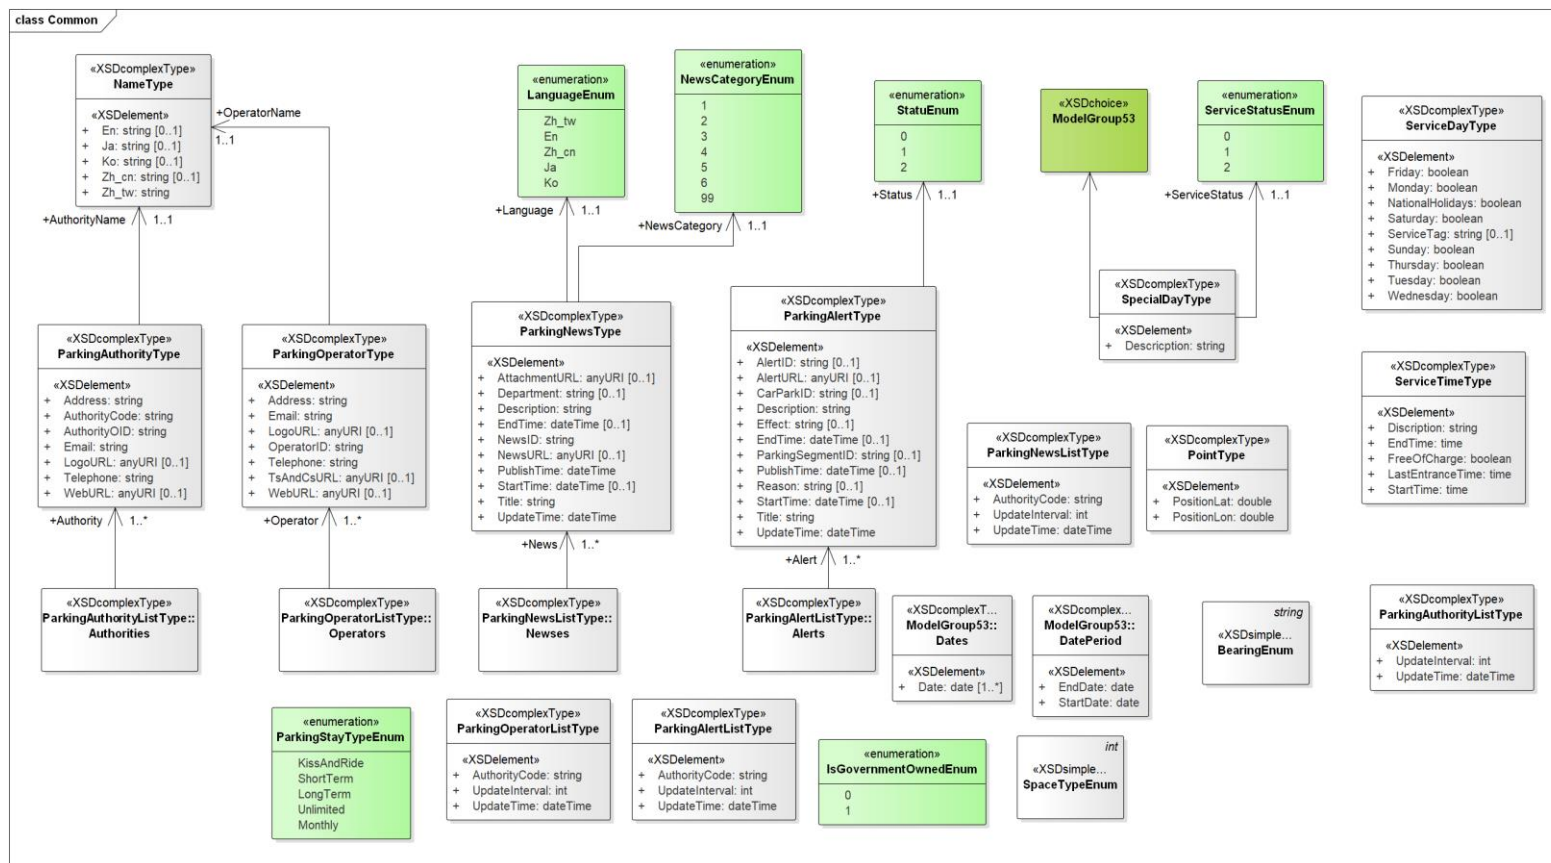 class Common
«XSDcomplexType»
NameType
«XSDelement»
+ En: string [0..1]
+ Ja: string [0..1]
+ Ko: string [0..1]
+ Zh_cn: string [0..1]
+ Zh_tw: string
+OperatorName
1..1
+AuthorityName
1..1
«enumeration»
LanguageEnum
Zh_tw
En
Zh_cn
Ja
Ko
+Language
1..1
«enumeration»
NewsCategoryEnum
1
2
3
4
5
6
99
+NewsCategory
1..1
«enumeration»
StatuEnum
0
1
2
+Status
1..1
«XSDchoice»
ModelGroup53
«enumeration»
ServiceStatusEnum
0
1
2
+ServiceStatus
1..1
«XSDcomplexType»
ServiceDayType
«XSDelement»
+ Friday: boolean
+ Monday: boolean
+ NationalHolidays: boolean
+ Saturday: boolean
+ ServiceTag: string [0..1]
+ Sunday: boolean
+ Thursday: boolean
+ Tuesday: boolean
+ Wednesday: boolean
«XSDcomplexType»
SpecialDayType
«XSDelement»
+ Descricption: string
«XSDcomplexType»
ParkingAuthorityType
«XSDelement»
+ Address: string
+ AuthorityCode: string
+ AuthorityOID: string
+ Email: string
+ LogoURL: anyURI [0..1]
+ Telephone: string
+ WebURL: anyURI [0..1]
+Authority
1..*
«XSDcomplexType»
ParkingOperatorType
«XSDelement»
+ Address: string
+ Email: string
+ LogoURL: anyURI [0..1]
+ OperatorID: string
+ Telephone: string
+ TsAndCsURL: anyURI [0..1]
+ WebURL: anyURI [0..1]
+Operator
1..*
«XSDcomplexType»
ParkingNewsType
«XSDelement»
+ AttachmentURL: anyURI [0..1]
+ Department: string [0..1]
+ Description: string
+ EndTime: dateTime [0..1]
+ NewsID: string
+ NewsURL: anyURI [0..1]
+ PublishTime: dateTime
+ StartTime: dateTime [0..1]
+ Title: string
+ UpdateTime: dateTime
+News
1..*
«XSDcomplexType»
ParkingAlertType
«XSDelement»
+ AlertID: string [0..1]
+ AlertURL: anyURI [0..1]
+ CarParkID: string [0..1]
+ Description: string
+ Effect: string [0..1]
+ EndTime: dateTime [0..1]
+ ParkingSegmentID: string [0..1]
+ PublishTime: dateTime [0..1]
+ Reason: string [0..1]
+ StartTime: dateTime [0..1]
+ Title: string
+ UpdateTime: dateTime
+Alert
1..*
«XSDcomplexType»
ServiceTimeType
«XSDelement»
+ Discription: string
+ EndTime: time
+ FreeOfCharge: boolean
+ LastEntranceTime: time
+ StartTime: time
«XSDcomplexType»
ParkingNewsListType
«XSDelement»
+ AuthorityCode: string
+ UpdateInterval: int
+ UpdateTime: dateTime
«XSDcomplexType»
PointType
«XSDelement»
+ PositionLat: double
+ PositionLon: double
«XSDcomplexType»
ParkingAuthorityListType::
Authorities
«XSDcomplexType»
ParkingOperatorListType::
Operators
«XSDcomplexType»
ParkingNewsListType::
Newses
«XSDcomplexType»
ParkingAlertListType::
Alerts
«XSDcomplexT...
ModelGroup53::
Dates
«XSDelement»
+ Date: date [1..*]
«XSDcomplex...
ModelGroup53::
DatePeriod
«XSDelement»
+ EndDate: date
+ StartDate: date
string
«XSDsimple...
BearingEnum
«XSDcomplexType»
ParkingAuthorityListType
«XSDelement»
+ UpdateInterval: int
+ UpdateTime: dateTime
«enumeration»
ParkingStayTypeEnum
KissAndRide
ShortTerm
LongTerm
Unlimited
Monthly
«XSDcomplexType»
ParkingOperatorListType
«XSDelement»
+ AuthorityCode: string
+ UpdateInterval: int
+ UpdateTime: dateTime
«XSDcomplexType»
ParkingAlertListType
«XSDelement»
+ AuthorityCode: string
+ UpdateInterval: int
+ UpdateTime: dateTime
«enumeration»
IsGovernmentOwnedEnum
0
1
int
«XSDsimple...
SpaceTypeEnum